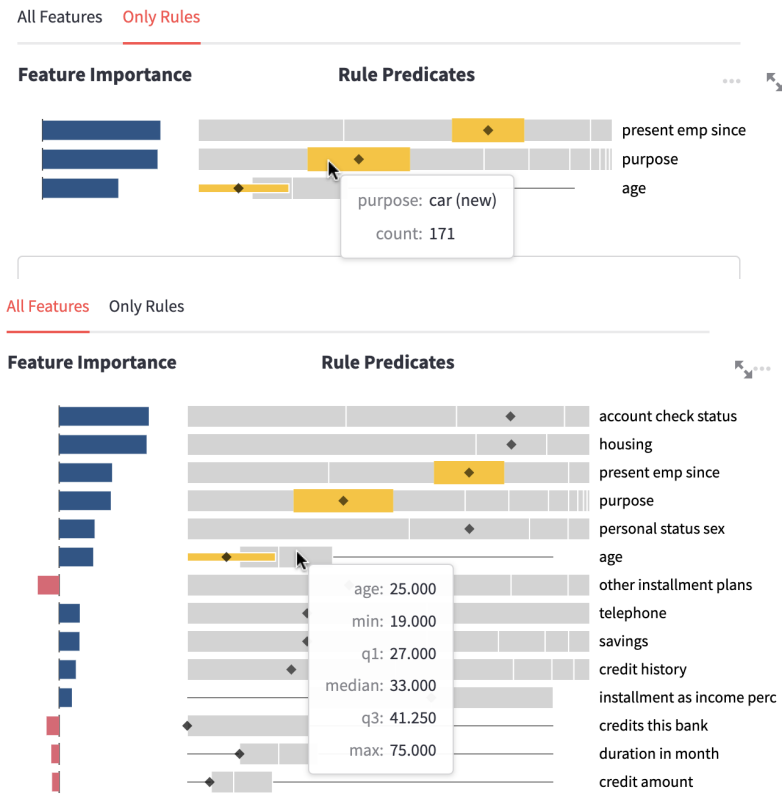 All Features Only Rules
Feature Importance Rule Predicates
present emp since
purpose
age
purpose: car (new)
count: 171
All Features Only Rules
Feature Importance Rule Predicates
account check status
housing
present emp since
purpose
personal status sex
age
other installment plans
telephone
savings
credit history
installment as income perc
credits this bank
duration in month
credit amount
age: 25.000
min: 19.000
q1: 27.000
median: 33.000
q3: 41.250
max: 75.000